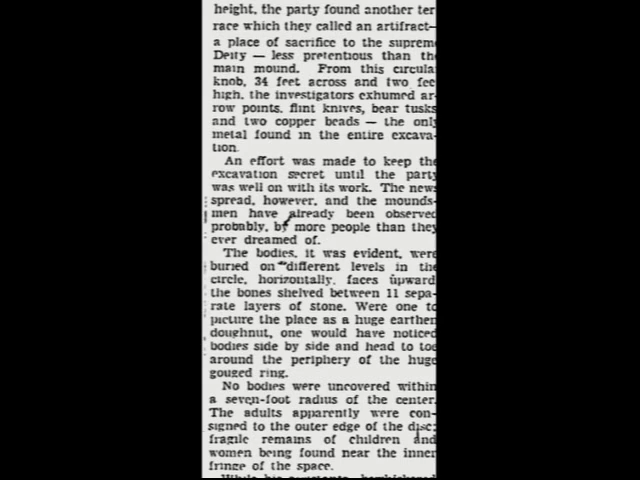 height, the party found another ter
race which they called an artifract—
a place of sacrifice to the suprem
Deity — less pretentious than th
main mound. From this circula
knob, 34 feet across and two fee
high, the investigators exhumed ar-
row points, flint knives, bear tusks
and two copper beads — the only
metal found in the entire excava-
tion.
An effort was made to keep the
excavation secret until the party
was well on with its work. The new
spread, however, and the mounds-
men have already been observed
probably, by more people than they
ever dreamed of.
The bodies, it was evident, were
buried on different levels in the
circle, horizontally, faces upward
the bones shelved between 11 sepa-
rate layers of stone. Were one to
picture the place as a huge earthen
doughnut, one would have noticed
bodies side by side and head to toe
around the periphery of the huge
gouged ring.
No bodies were uncovered within
a seven-foot radius of the center.
The adults apparently were con-
signed to the outer edge of the disc;
fragile remains of children and
women being found near the inner
fringe of the space.